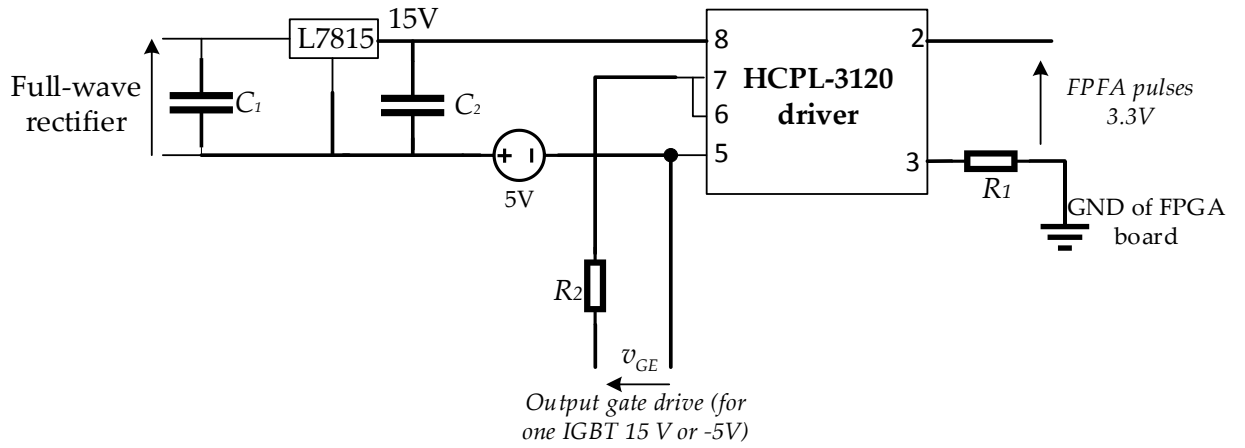 15V
L7815
8
2
HCPL-3120
driver
7
6
5
3
Full-wave
rectifier
C1
C2
5V
FPFA pulses
3.3V
R1
GND of FPGA
board
R2
vGE
Output gate drive (for
one IGBT 15 V or -5V)